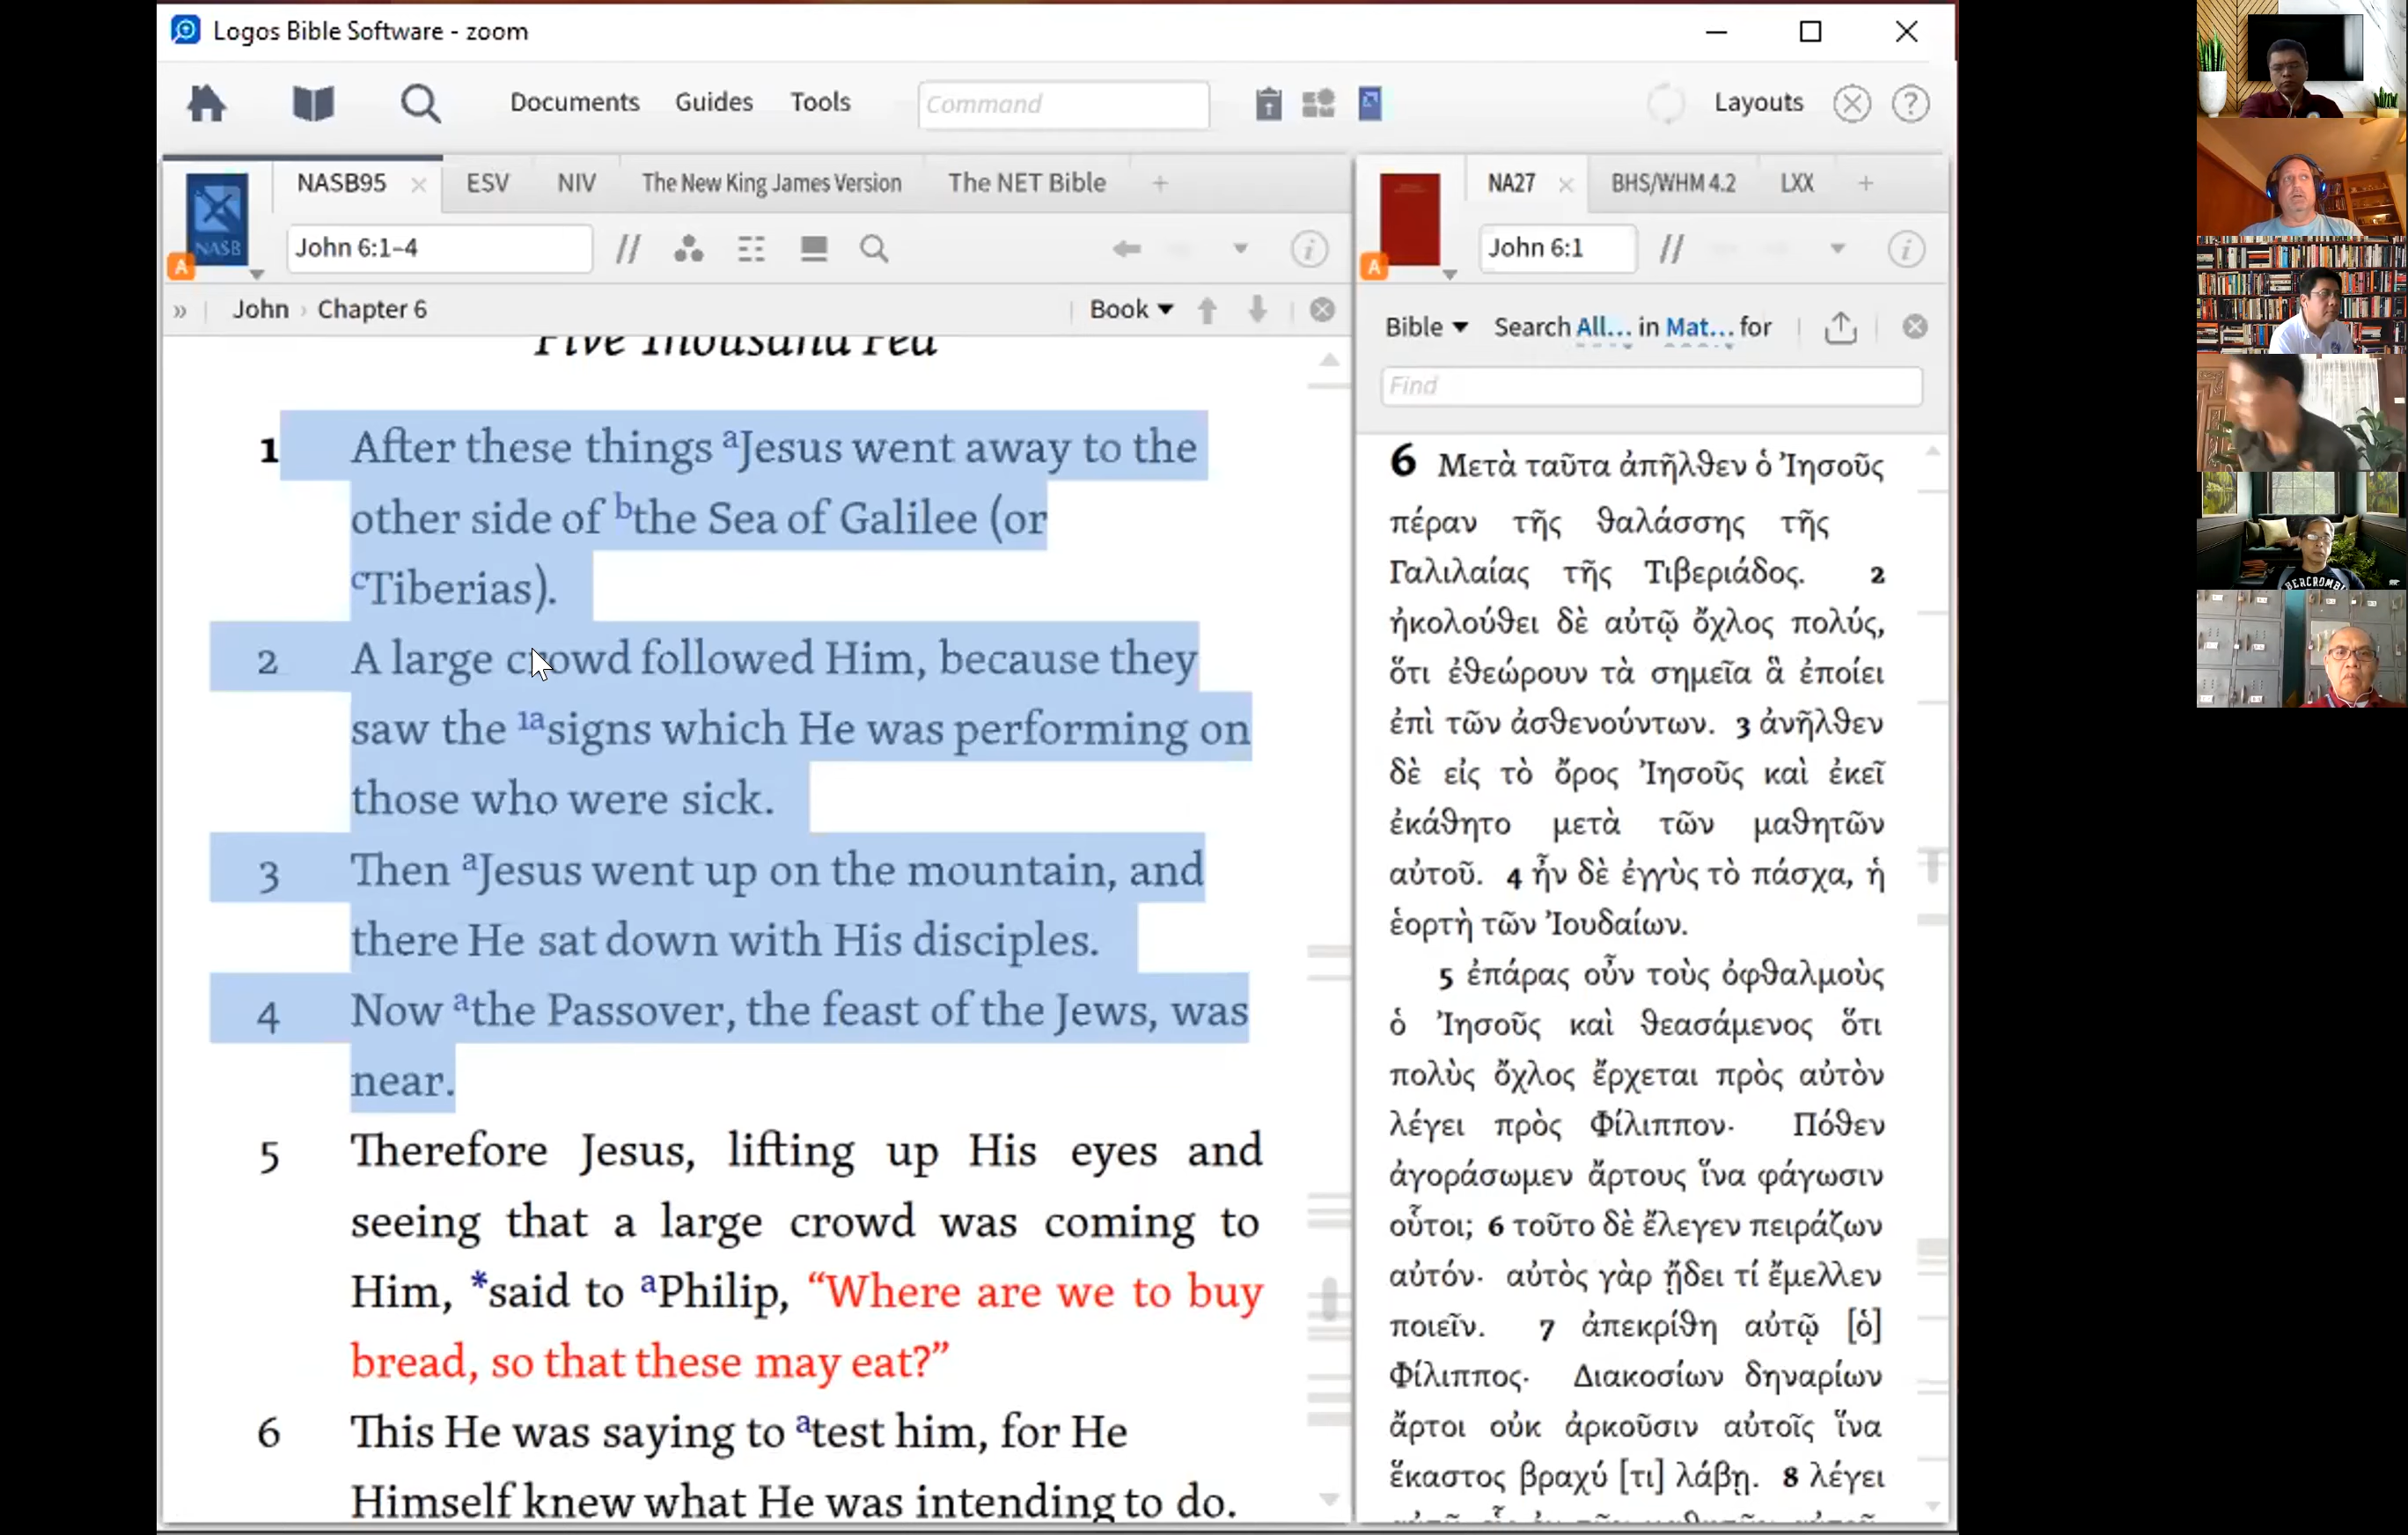 Logos Bible Software - zoom
Documents Guides Tools Command Layouts
NASB95 ESV NIV The New King James Version The NET Bible
NASB
A
John 6:1–4
John › Chapter 6
Book
Five Thousand Fed
1 After these things aJesus went away to the
other side of bthe Sea of Galilee (or
cTiberias).
2 A large crowd followed Him, because they
saw the 1asigns which He was performing on
those who were sick.
3 Then aJesus went up on the mountain, and
there He sat down with His disciples.
4 Now athe Passover, the feast of the Jews, was
near.
5 Therefore Jesus, lifting up His eyes and
seeing that a large crowd was coming to
Him, *said to aPhilip, “Where are we to buy
bread, so that these may eat?”
6 This He was saying to atest him, for He
Himself knew what He was intending to do.
NA27 BHS/WHM 4.2 LXX
A
John 6:1
Bible Search All... in Mat... for
Find
6 Μετὰ ταῦτα ἀπῆλθεν ὁ Ἰησοῦς
πέραν τῆς θαλάσσης τῆς
Γαλιλαίας τῆς Τιβεριάδος. 2
ἠκολούθει δὲ αὐτῷ ὄχλος πολύς,
ὅτι ἐθεώρουν τὰ σημεῖα ἃ ἐποίει
ἐπὶ τῶν ἀσθενούντων. 3 ἀνῆλθεν
δὲ εἰς τὸ ὄρος Ἰησοῦς καὶ ἐκεῖ
ἐκάθητο μετὰ τῶν μαθητῶν
αὐτοῦ. 4 ἦν δὲ ἐγγὺς τὸ πάσχα, ἡ
ἑορτὴ τῶν Ἰουδαίων.
5 ἐπάρας οὖν τοὺς ὀφθαλμοὺς
ὁ Ἰησοῦς καὶ θεασάμενος ὅτι
πολὺς ὄχλος ἔρχεται πρὸς αὐτὸν
λέγει πρὸς Φίλιππον· Πόθεν
ἀγοράσωμεν ἄρτους ἵνα φάγωσιν
οὗτοι; 6 τοῦτο δὲ ἔλεγεν πειράζων
αὐτόν· αὐτὸς γὰρ ᾔδει τί ἔμελλεν
ποιεῖν. 7 ἀπεκρίθη αὐτῷ [ὁ]
Φίλιππος· Διακοσίων δηναρίων
ἄρτοι οὐκ ἀρκοῦσιν αὐτοῖς ἵνα
ἕκαστος βραχύ [τι] λάβῃ. 8 λέγει